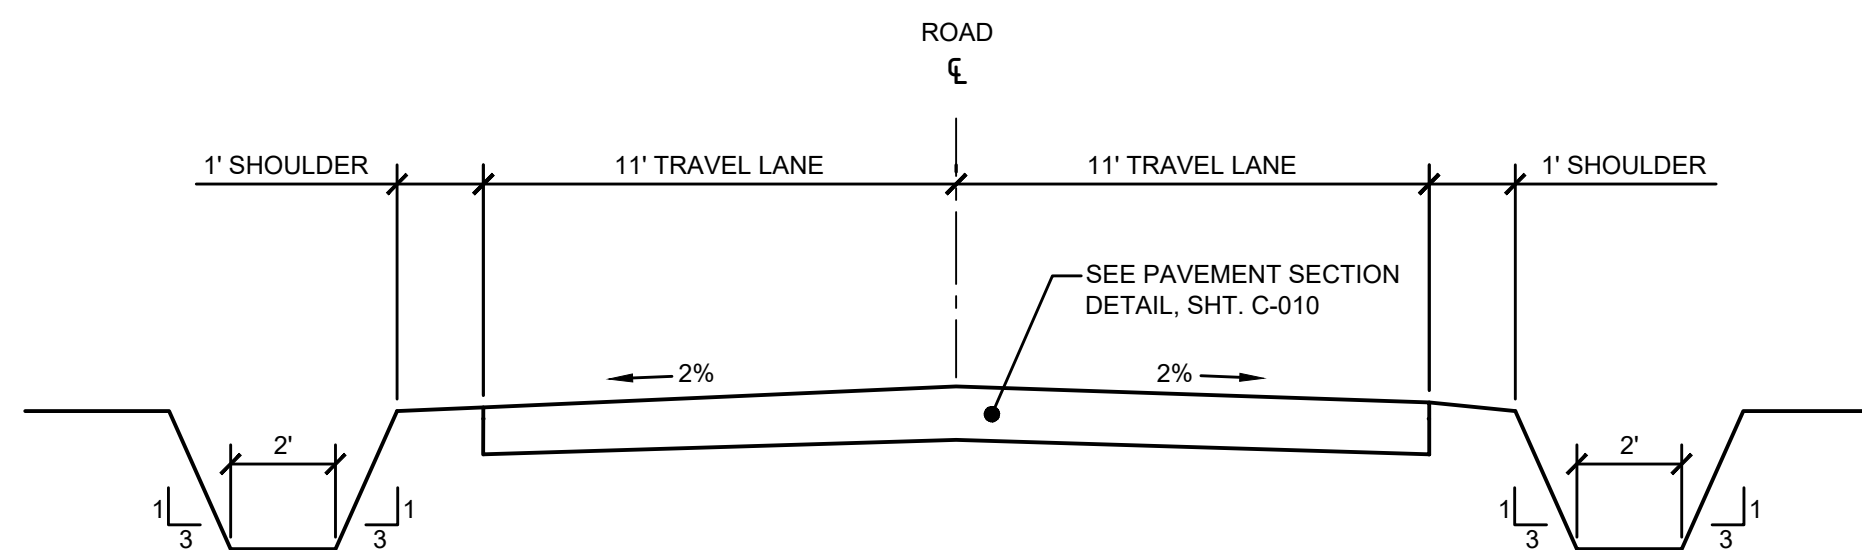 ROAD
℄
1' SHOULDER
11' TRAVEL LANE
11' TRAVEL LANE
1' SHOULDER
SEE PAVEMENT SECTION
DETAIL, SHT. C-010
2%
2%
2'
2'
1
3
1
3
1
3
1
3